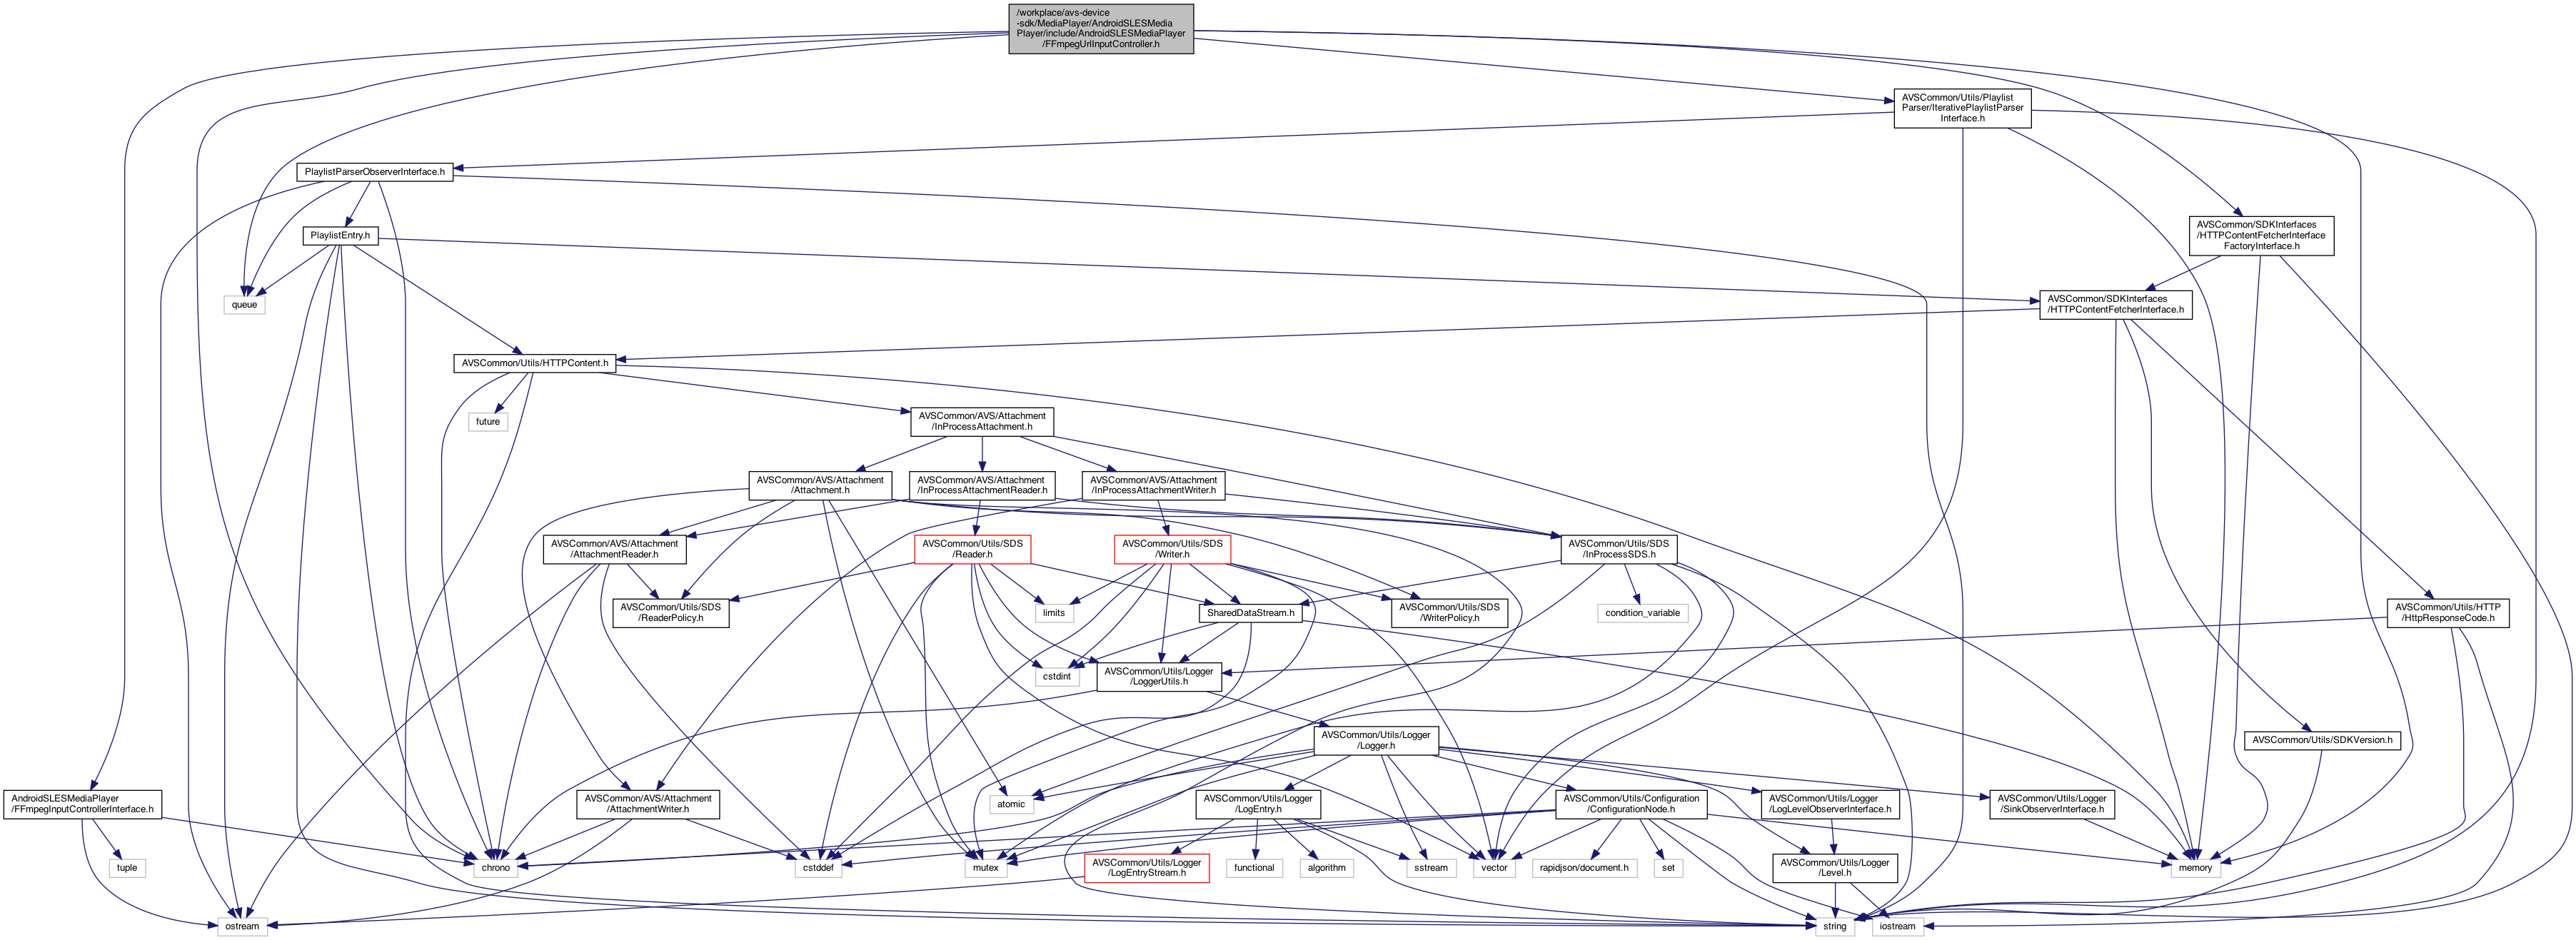 /workplace/avs-device
-sdk/MediaPlayer/AndroidSLESMedia
Player/include/AndroidSLESMediaPlayer
/FFmpegUrlInputController.h
AVSCommon/Utils/Playlist
Parser/IterativePlaylistParser
Interface.h
PlaylistParserObserverInterface.h
PlaylistEntry.h
AVSCommon/SDKInterfaces
/HTTPContentFetcherInterface
FactoryInterface.h
queue
AVSCommon/SDKInterfaces
/HTTPContentFetcherInterface.h
AVSCommon/Utils/HTTPContent.h
future
AVSCommon/AVS/Attachment
/InProcessAttachment.h
AVSCommon/AVS/Attachment
/Attachment.h
AVSCommon/AVS/Attachment
/InProcessAttachmentReader.h
AVSCommon/AVS/Attachment
/InProcessAttachmentWriter.h
AVSCommon/AVS/Attachment
/AttachmentReader.h
AVSCommon/Utils/SDS
/Reader.h
AVSCommon/Utils/SDS
/Writer.h
AVSCommon/Utils/SDS
/InProcessSDS.h
AVSCommon/Utils/SDS
/ReaderPolicy.h
limits
SharedDataStream.h
AVSCommon/Utils/SDS
/WriterPolicy.h
condition_variable
AVSCommon/Utils/HTTP
/HttpResponseCode.h
cstdint
AVSCommon/Utils/Logger
/LoggerUtils.h
AVSCommon/Utils/Logger
/Logger.h
AVSCommon/Utils/SDKVersion.h
AndroidSLESMediaPlayer
/FFmpegInputControllerInterface.h
AVSCommon/AVS/Attachment
/AttachmentWriter.h
atomic
AVSCommon/Utils/Logger
/LogEntry.h
AVSCommon/Utils/Configuration
/ConfigurationNode.h
AVSCommon/Utils/Logger
/LogLevelObserverInterface.h
AVSCommon/Utils/Logger
/SinkObserverInterface.h
tuple
chrono
cstddef
mutex
AVSCommon/Utils/Logger
/LogEntryStream.h
functional
algorithm
sstream
vector
rapidjson/document.h
set
AVSCommon/Utils/Logger
/Level.h
memory
ostream
string
iostream